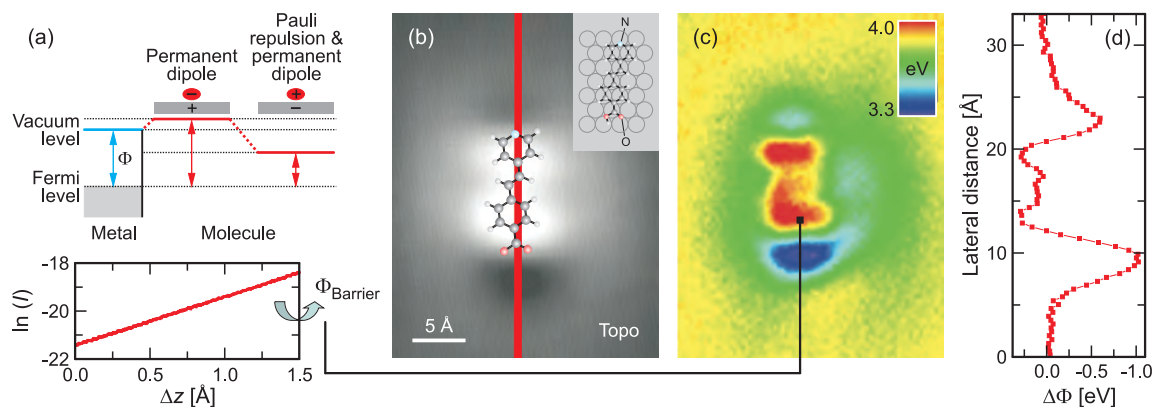 (a)
Pauli
repulsion &
permanent
dipole
Permanent
dipole
−
+
+
−
Vacuum
level
Φ
Fermi
level
Metal
Molecule
ln (I)
-18
-20
-22
0.0 0.5 1.0 1.5
Δz [Å]
ΦBarrier
(b)
N
O
5 Å
Topo
(c)
4.0
eV
3.3
(d)
Lateral distance [Å]
30
20
10
0
0.0 -0.5 -1.0
ΔΦ [eV]